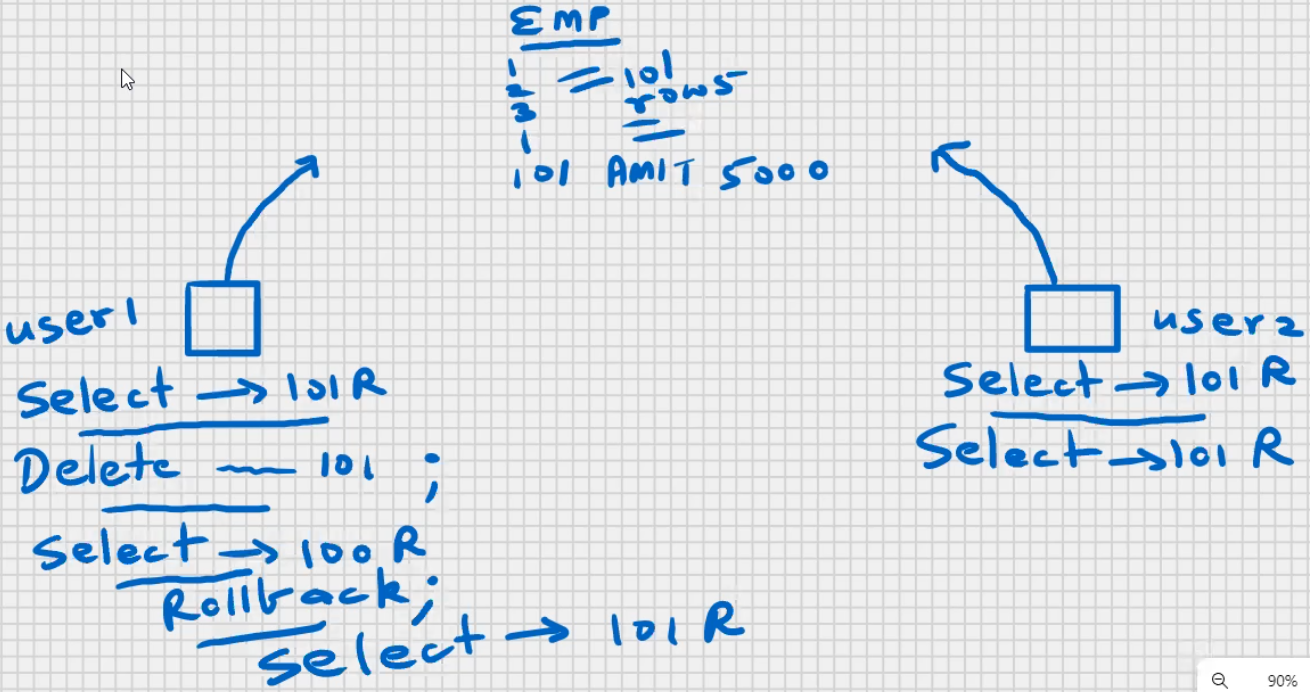 EMP
1
2
3
1
= 101
rows
101 AMIT 5000
user1
Select → 101 R
Delete — 101 ;
Select → 100 R
Rollback;
Select → 101 R
user2
Select → 101 R
Select → 101 R
90%